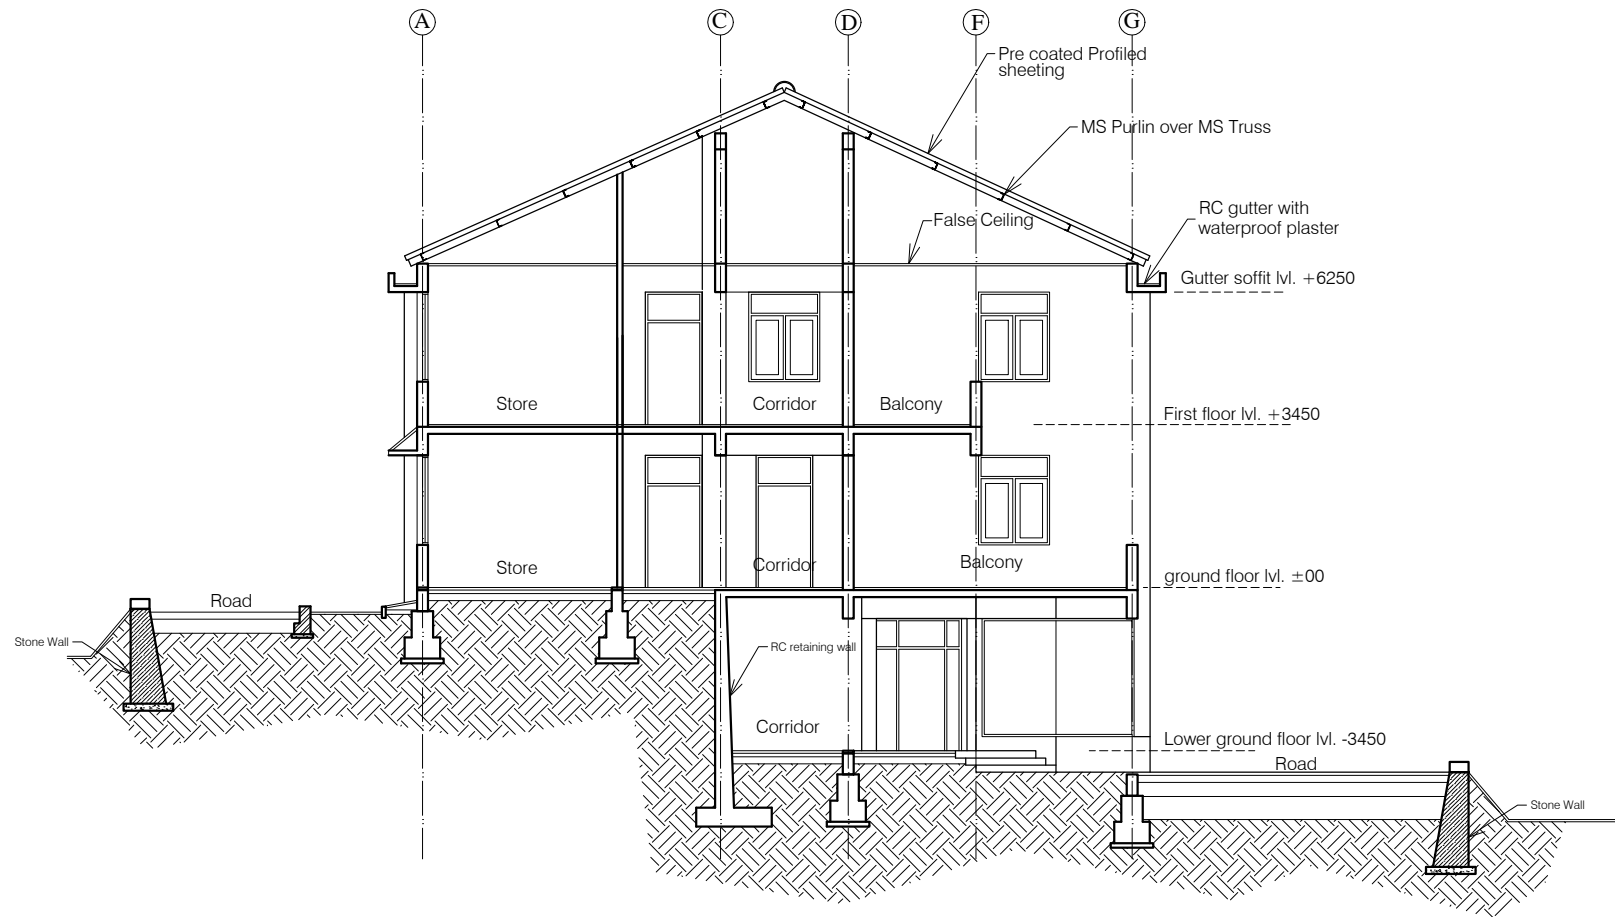 A
C
D
F
G
Pre coated Profiled
sheeting
MS Purlin over MS Truss
RC gutter with
waterproof plaster
False Ceiling
Gutter soffit lvl. +6250
Store
Corridor
Balcony
First floor lvl. +3450
Store
Corridor
Balcony
ground floor lvl. ±00
Road
Stone Wall
RC retaining wall
Corridor
Lower ground floor lvl. -3450
Road
Stone Wall